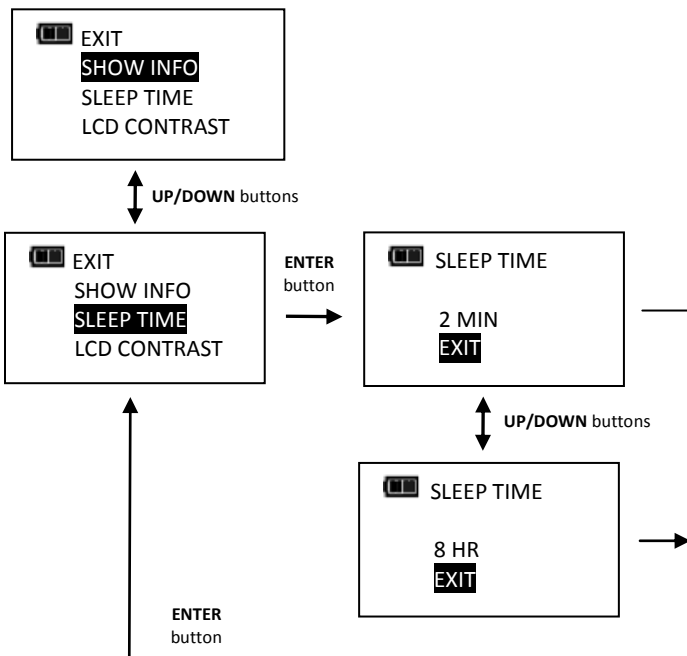 EXIT
SHOW INFO
SLEEP TIME
LCD CONTRAST
UP/DOWN buttons
EXIT
SHOW INFO
SLEEP TIME
LCD CONTRAST
ENTER
button
SLEEP TIME
2 MIN
EXIT
UP/DOWN buttons
SLEEP TIME
8 HR
EXIT
ENTER
button